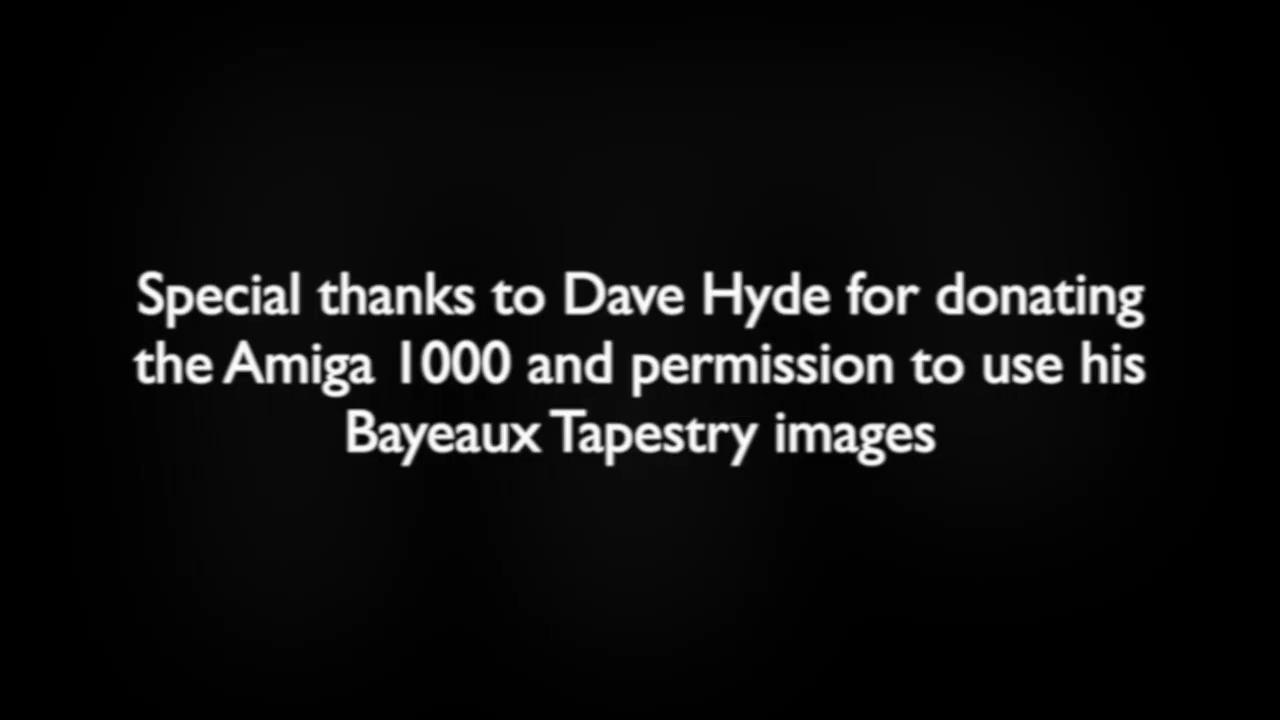 Special thanks to Dave Hyde for donating
the Amiga 1000 and permission to use his
Bayeaux Tapestry images